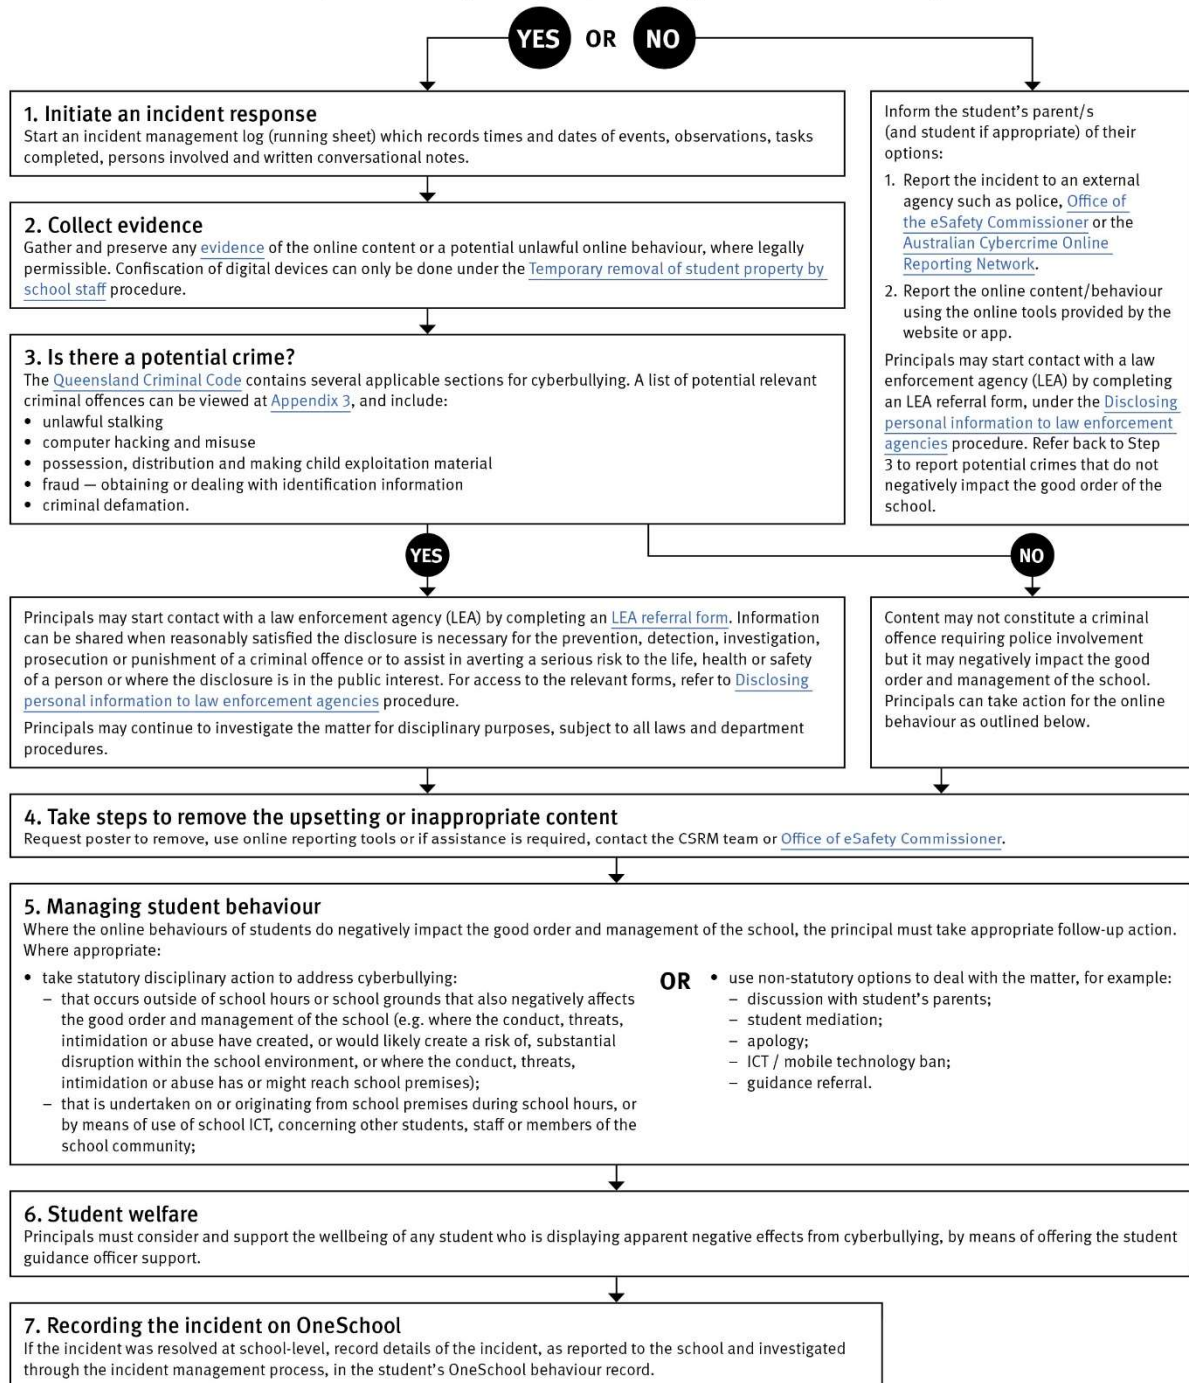 YES OR NO
1. Initiate an incident response
Start an incident management log (running sheet) which records times and dates of events, observations, tasks
completed, persons involved and written conversational notes.
2. Collect evidence
Gather and preserve any evidence of the online content or a potential unlawful online behaviour, where legally
permissible. Confiscation of digital devices can only be done under the Temporary removal of student property by
school staff procedure.
3. Is there a potential crime?
The Queensland Criminal Code contains several applicable sections for cyberbullying. A list of potential relevant
criminal offences can be viewed at Appendix 3, and include:
• unlawful stalking
• computer hacking and misuse
• possession, distribution and making child exploitation material
• fraud — obtaining or dealing with identification information
• criminal defamation.
Inform the student's parent/s
(and student if appropriate) of their
options:
1. Report the incident to an external
agency such as police, Office of
the eSafety Commissioner or the
Australian Cybercrime Online
Reporting Network.
2. Report the online content/behaviour
using the online tools provided by the
website or app.
Principals may start contact with a law
enforcement agency (LEA) by completing
an LEA referral form, under the Disclosing
personal information to law enforcement
agencies procedure. Refer back to Step
3 to report potential crimes that do not
negatively impact the good order of the
school.
YES
NO
Principals may start contact with a law enforcement agency (LEA) by completing an LEA referral form. Information
can be shared when reasonably satisfied the disclosure is necessary for the prevention, detection, investigation,
prosecution or punishment of a criminal offence or to assist in averting a serious risk to the life, health or safety
of a person or where the disclosure is in the public interest. For access to the relevant forms, refer to Disclosing
personal information to law enforcement agencies procedure.
Principals may continue to investigate the matter for disciplinary purposes, subject to all laws and department
procedures.
Content may not constitute a criminal
offence requiring police involvement
but it may negatively impact the good
order and management of the school.
Principals can take action for the online
behaviour as outlined below.
4. Take steps to remove the upsetting or inappropriate content
Request poster to remove, use online reporting tools or if assistance is required, contact the CSRM team or Office of eSafety Commissioner.
5. Managing student behaviour
Where the online behaviours of students do negatively impact the good order and management of the school, the principal must take appropriate follow-up action.
Where appropriate:
• take statutory disciplinary action to address cyberbullying:
– that occurs outside of school hours or school grounds that also negatively affects
the good order and management of the school (e.g. where the conduct, threats,
intimidation or abuse have created, or would likely create a risk of, substantial
disruption within the school environment, or where the conduct, threats,
intimidation or abuse has or might reach school premises);
– that is undertaken on or originating from school premises during school hours, or
by means of use of school ICT, concerning other students, staff or members of the
school community;
OR
• use non-statutory options to deal with the matter, for example:
– discussion with student's parents;
– student mediation;
– apology;
– ICT / mobile technology ban;
– guidance referral.
6. Student welfare
Principals must consider and support the wellbeing of any student who is displaying apparent negative effects from cyberbullying, by means of offering the student
guidance officer support.
7. Recording the incident on OneSchool
If the incident was resolved at school-level, record details of the incident, as reported to the school and investigated
through the incident management process, in the student's OneSchool behaviour record.